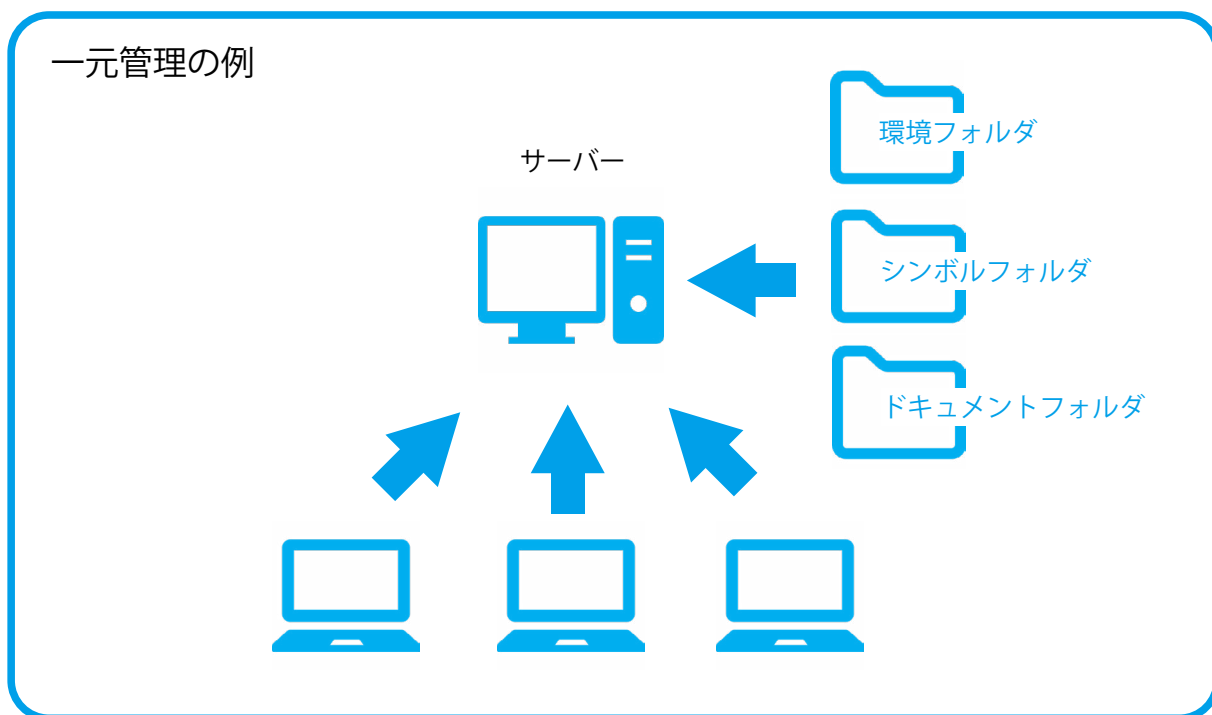 一元管理の例
サーバー
環境フォルダ
シンボルフォルダ
ドキュメントフォルダ